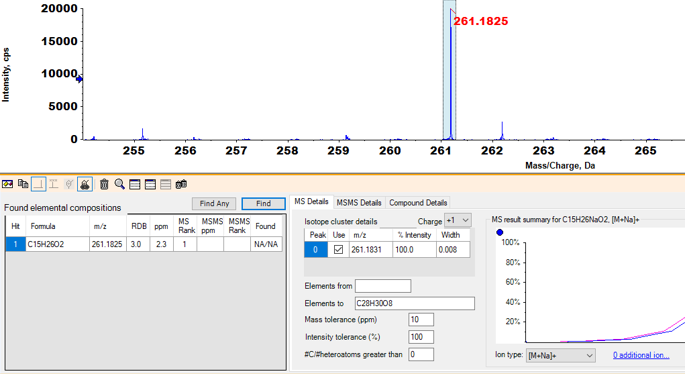 20000
261.1825
15000
Intensity, cps
10000
5000
0
255 256 257 258 259 260 261 262 263 264 265
Mass/Charge, Da
Found elemental compositions
Find Any
Find
Hit Formula m/z RDB ppm MS Rank MSMS ppm MSMS Rank Found
1 C15H26O2 261.1825 3.0 2.3 1 NA/NA
MS Details MSMS Details Compound Details
Isotope cluster details Charge +1
Peak Use m/z % Intensity Width
0 261.1831 100.0 0.008
Elements from
Elements to C28H30O8
Mass tolerance (ppm) 10
Intensity tolerance (%) 100
#C/#heteroatoms greater than 0
MS result summary for C15H26NaO2, [M+Na]+
100%
80%
60%
40%
20%
Ion type: [M+Na]+ 0 additional ion...